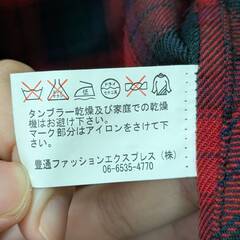 タンブラー乾燥及び家庭での乾燥
機はお避け下さい。
マーク部分はアイロンをさけて下
さい。
豊通ファッションエクスプレス（株）
06-6535-4770